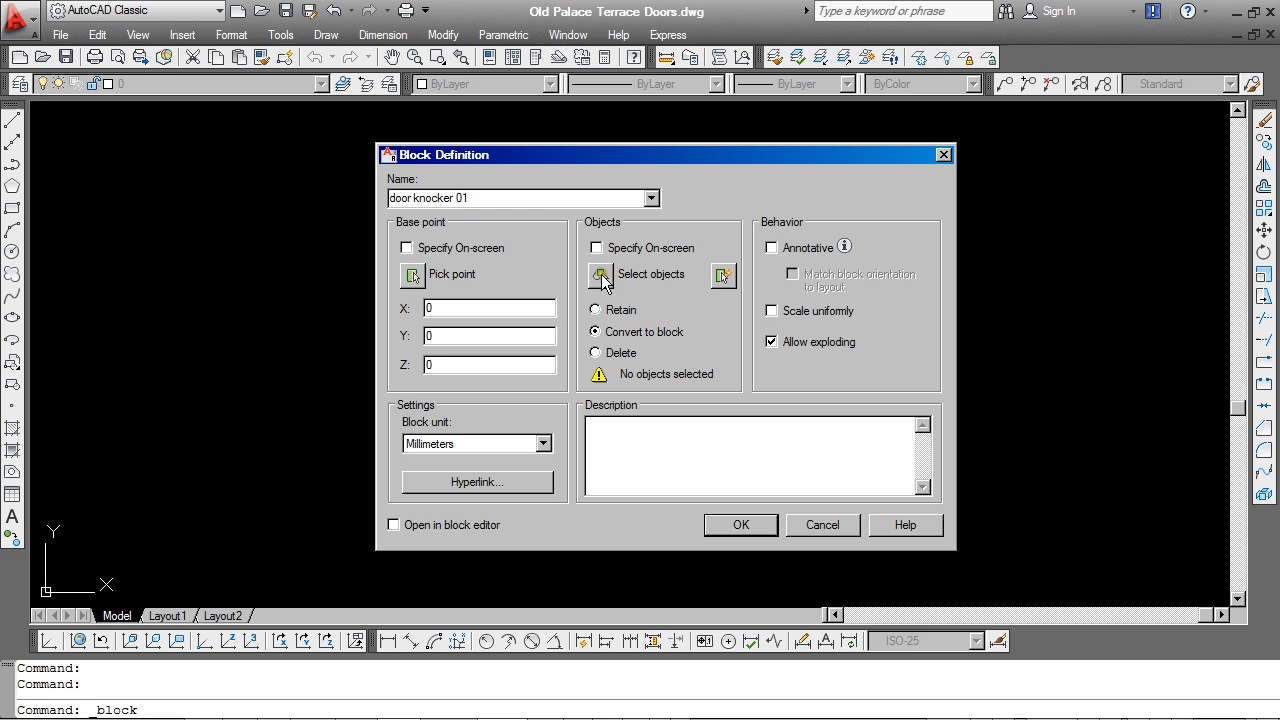 AutoCAD Classic
Old Palace Terrace Doors.dwg
Type a keyword or phrase
Sign In
File Edit View Insert Format Tools Draw Dimension Modify Parametric Window Help Express
0
ByLayer
ByLayer
ByLayer
ByColor
Standard
Block Definition
Name:
door knocker 01
Base point
Specify On-screen
Pick point
X: 0
Y: 0
Z: 0
Objects
Specify On-screen
Select objects
Retain
Convert to block
Delete
No objects selected
Behavior
Annotative
Match block orientation
to layout
Scale uniformly
Allow exploding
Settings
Block unit:
Millimeters
Hyperlink...
Description
Open in block editor
OK Cancel Help
Y
X
Model Layout1 Layout2
ISO-25
Command:
Command:
Command: _block